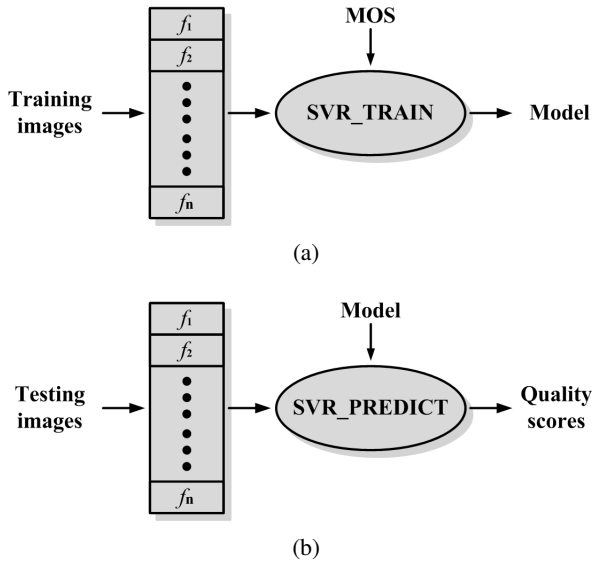 f1
f2
fn
Training
images
MOS
SVR_TRAIN
Model
(a)
f1
f2
fn
Testing
images
Model
SVR_PREDICT
Quality
scores
(b)